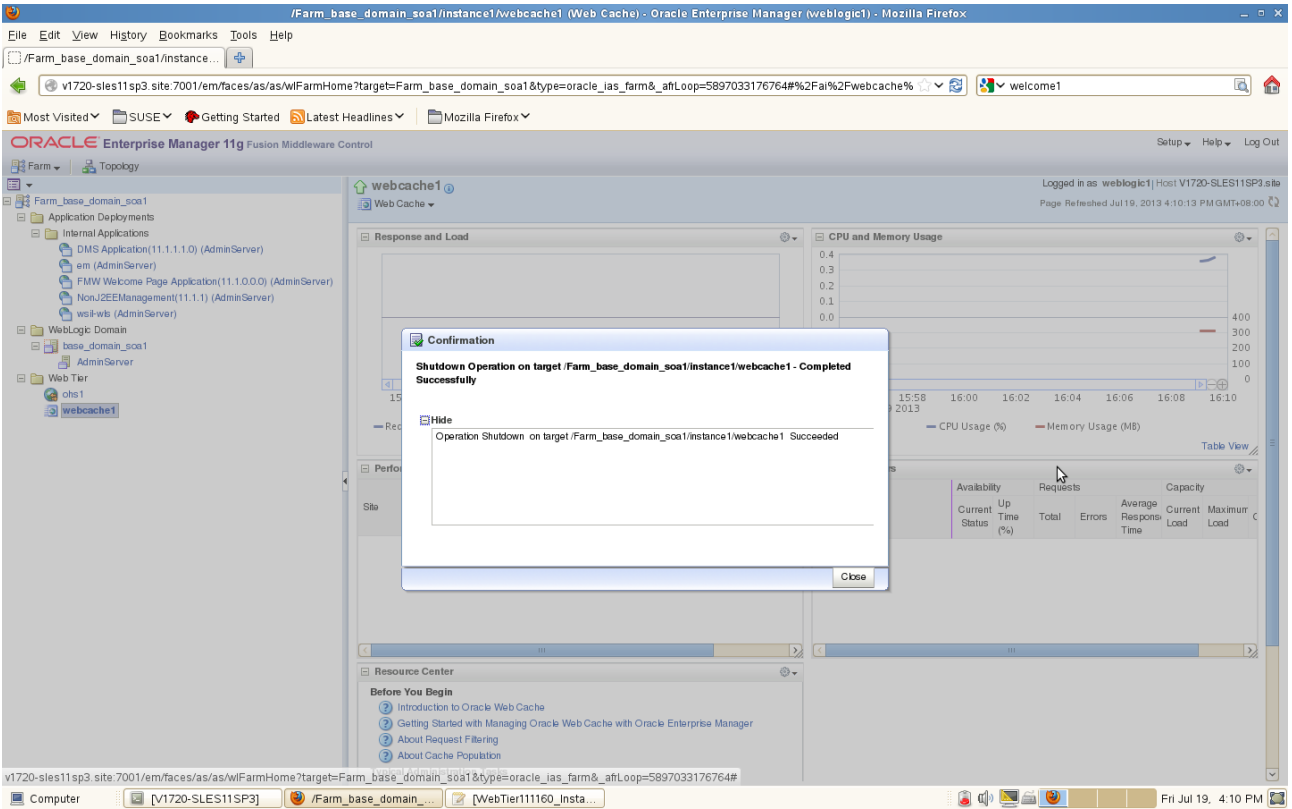 /Farm_base_domain_soa1/instance1/webcache1 (Web Cache) - Oracle Enterprise Manager (weblogic1) - Mozilla Firefox
File Edit View History Bookmarks Tools Help
/Farm_base_domain_soa1/instance...
v1720-sles11sp3.site:7001/em/faces/as/as/wlFarmHome?target=Farm_base_domain_soa1&type=oracle_ias_farm&_afrLoop=5897033176764#%2Fai%2Fwebcache% welcome1
Most Visited SUSE Getting Started Latest Headlines Mozilla Firefox
ORACLE Enterprise Manager 11g Fusion Middleware Control Setup Help Log Out
Farm Topology
Farm_base_domain_soa1
Application Deployments
Internal Applications
DMS Application(11.1.1.1.0) (AdminServer)
em (AdminServer)
FMW Welcome Page Application(11.1.0.0.0) (AdminServer)
NonJ2EEManagement(11.1.1) (AdminServer)
wsil-wls (AdminServer)
WebLogic Domain
base_domain_soa1
AdminServer
Web Tier
ohs1
webcache1
webcache1 Logged in as weblogic1| Host V1720-SLES11SP3.site
Web Cache Page Refreshed Jul 19, 2013 4:10:13 PM GMT+08:00
Response and Load
CPU and Memory Usage
0.4
0.3
0.2
0.1
0.0
400
300
200
100
0
15
15:58 16:00 16:02 16:04 16:06 16:08 16:10
2013
CPU Usage (%) Memory Usage (MB)
Table View
Confirmation
Shutdown Operation on target /Farm_base_domain_soa1/instance1/webcache1 - Completed
Successfully
Hide
Operation Shutdown on target /Farm_base_domain_soa1/instance1/webcache1 Succeeded
Close
Site
Availability Requests Capacity
Current Status
Up Time (%)
Total
Errors
Average Response Time
Current Load
Maximum Load
Resource Center
Before You Begin
Introduction to Oracle Web Cache
Getting Started with Managing Oracle Web Cache with Oracle Enterprise Manager
About Request Filtering
About Cache Population
v1720-sles11sp3.site:7001/em/faces/as/as/wlFarmHome?target=Farm_base_domain_soa1&type=oracle_ias_farm&_afrLoop=5897033176764#
Computer [V1720-SLES11SP3] /Farm_base_domain_... [WebTier111160_Insta... Fri Jul 19, 4:10 PM